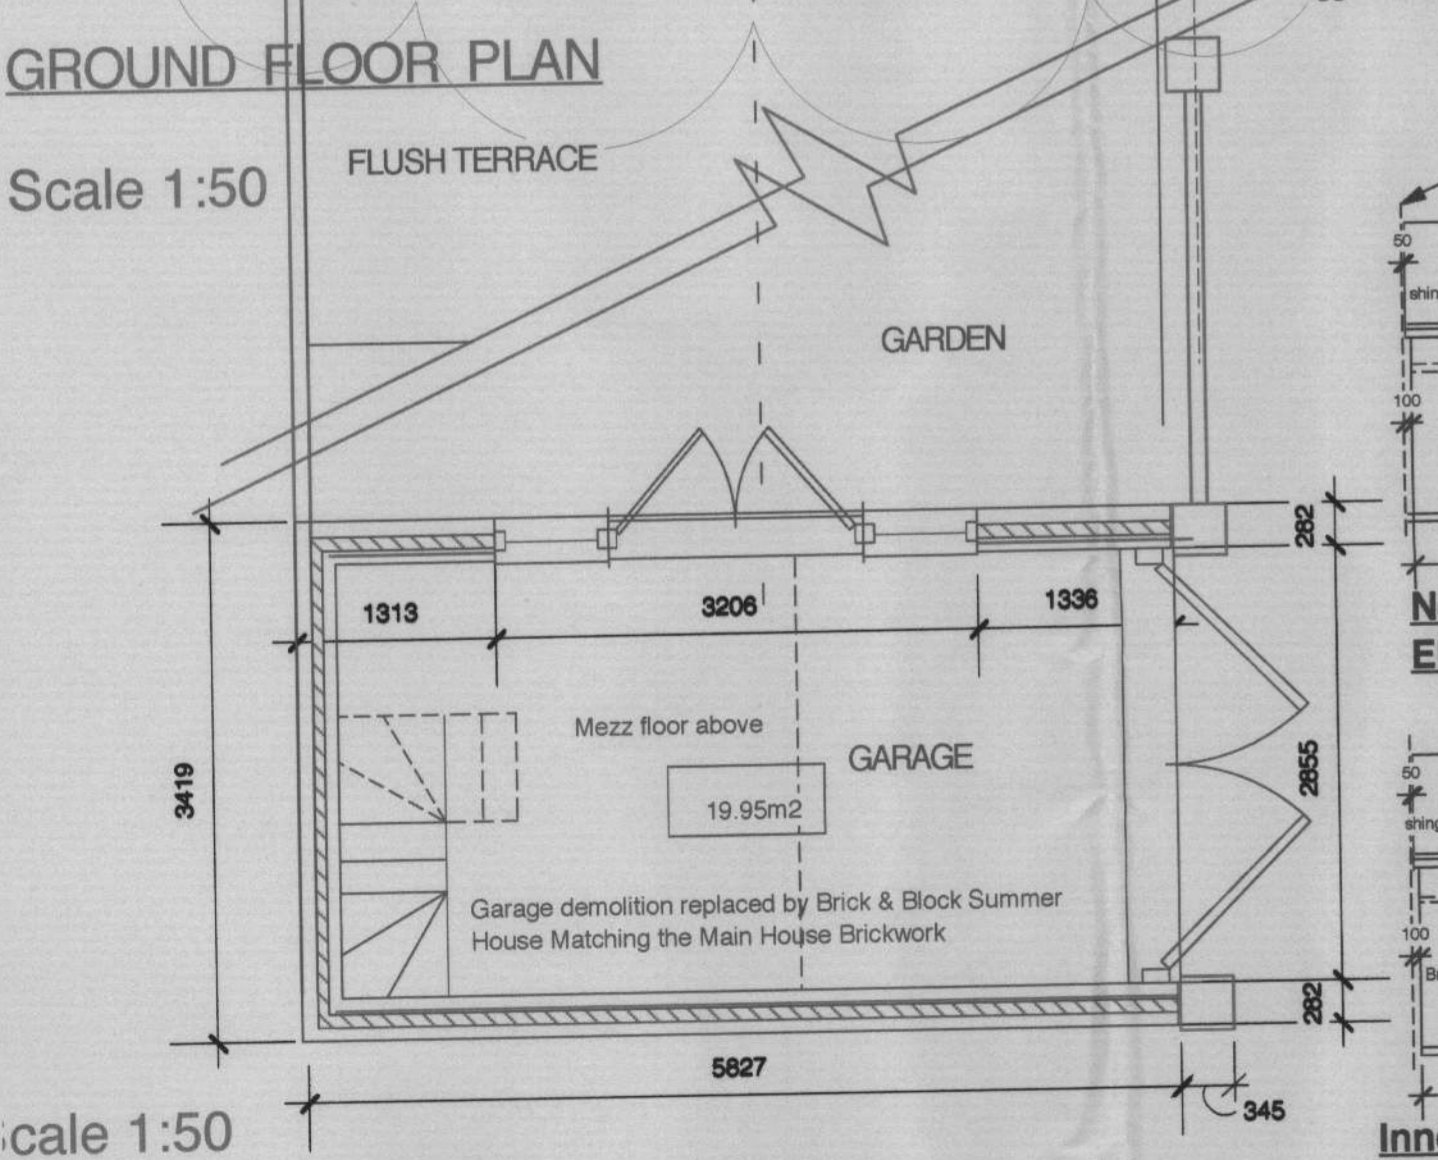 GROUND FLOOR PLAN
Scale 1:50
FLUSH TERRACE
GARDEN
50
100
282
1313
3206
1336
3419
Mezz floor above
GARAGE
19.95m2
2855
50
100
Garage demolition replaced by Brick & Block Summer
House Matching the Main House Brickwork
282
5827
345
1:50